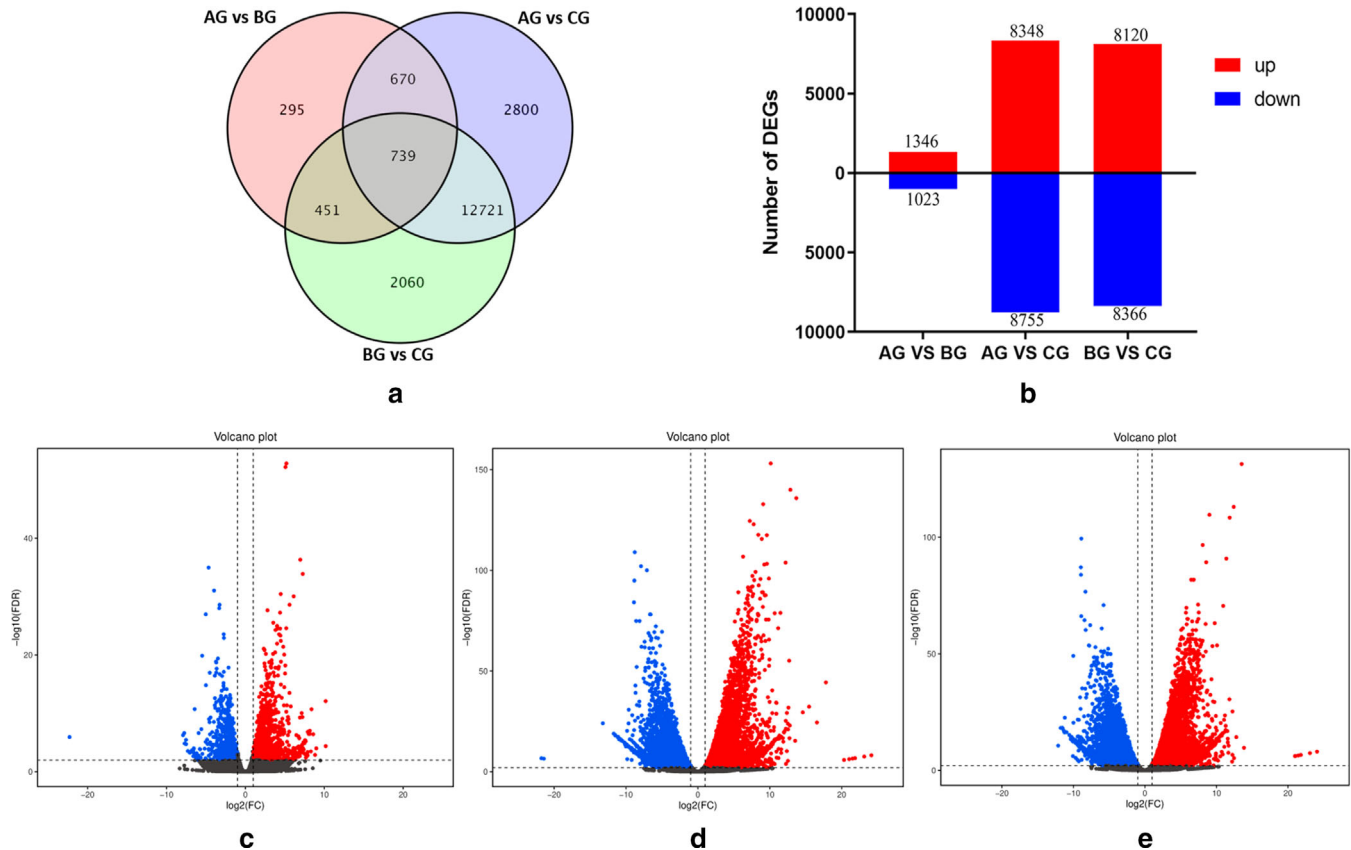 AG vs BG
AG vs CG
670
295
2800
739
451
12721
2060
BG vs CG
a
10000
5000
0
5000
10000
Number of DEGs
1346
1023
8348
8755
8120
8366
AG VS BG
AG VS CG
BG VS CG
up
down
b
Volcano plot
−log10(FDR)
40
20
0
−20
−10
0
10
20
log2(FC)
c
Volcano plot
−log10(FDR)
150
100
50
0
−20
−10
0
10
20
log2(FC)
d
Volcano plot
−log10(FDR)
100
50
0
−20
−10
0
10
20
log2(FC)
e